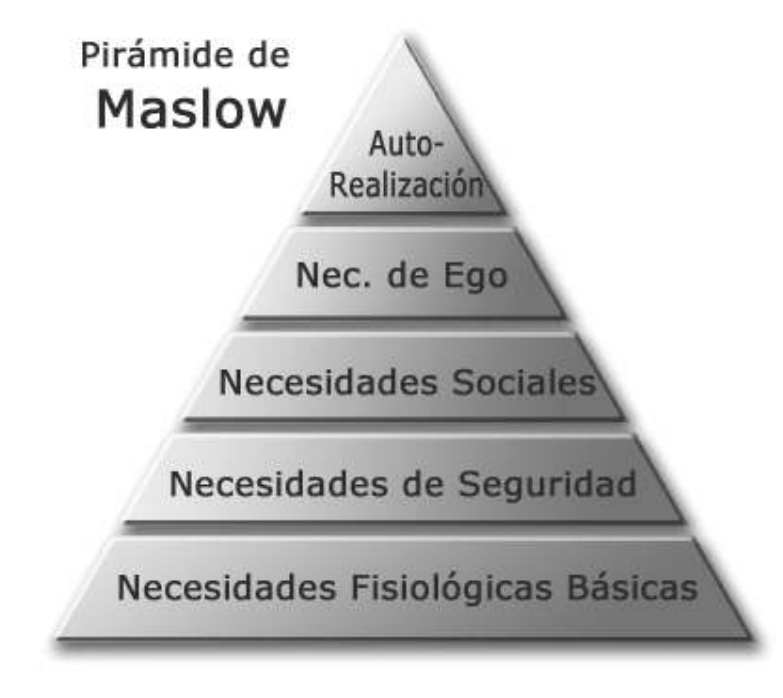 Pirámide de
Maslow
Auto-
Realización
Nec. de Ego
Necesidades Sociales
Necesidades de Seguridad
Necesidades Fisiológicas Básicas